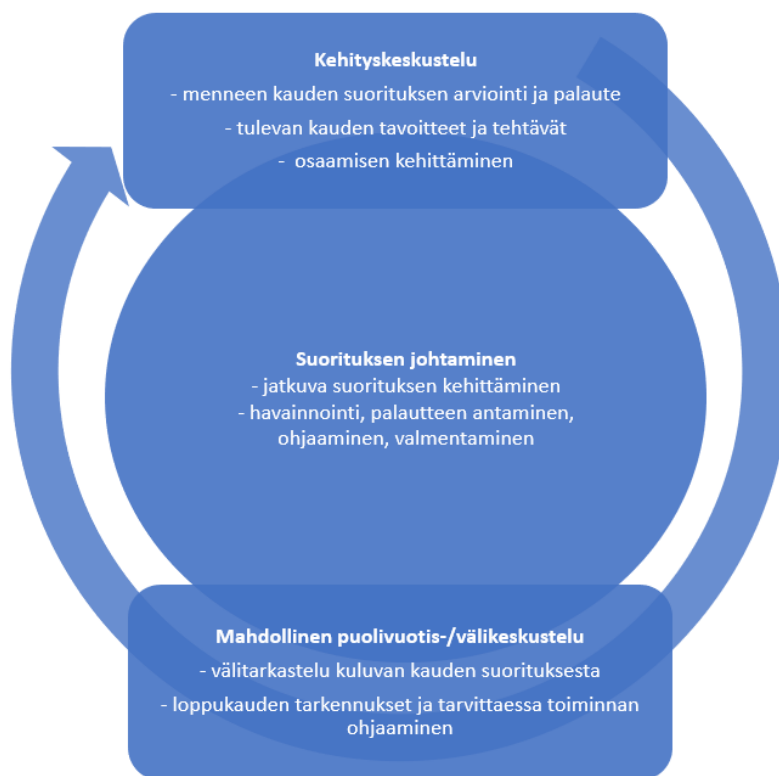 Kehityskeskustelu
- menneen kauden suorituksen arviointi ja palaute
- tulevan kauden tavoitteet ja tehtävät
- osaamisen kehittäminen
Suorituksen johtaminen
- jatkuva suorituksen kehittäminen
- havainnointi, palautteen antaminen,
ohjaaminen, valmentaminen
Mahdollinen puolivuotis-/välikeskustelu
- välitarkastelu kuluvan kauden suorituksesta
- loppukauden tarkennukset ja tarvittaessa toiminnan
ohjaaminen